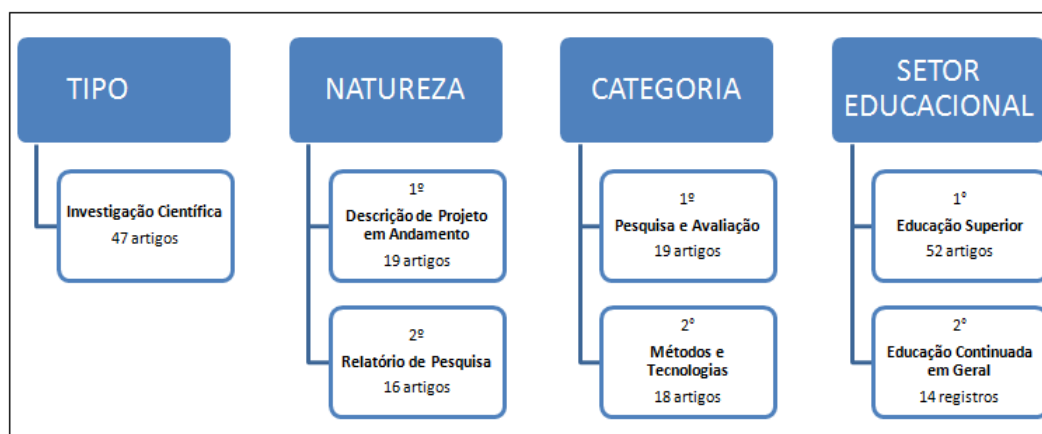 TIPO
Investigação Científica
47 artigos
NATUREZA
1º
Descrição de Projeto
em Andamento
19 artigos
2º
Relatório de Pesquisa
16 artigos
CATEGORIA
1º
Pesquisa e Avaliação
19 artigos
2°
Métodos e
Tecnologias
18 artigos
SETOR
EDUCACIONAL
1°
Educação Superior
52 artigos
2°
Educação Continuada
em Geral
14 registros